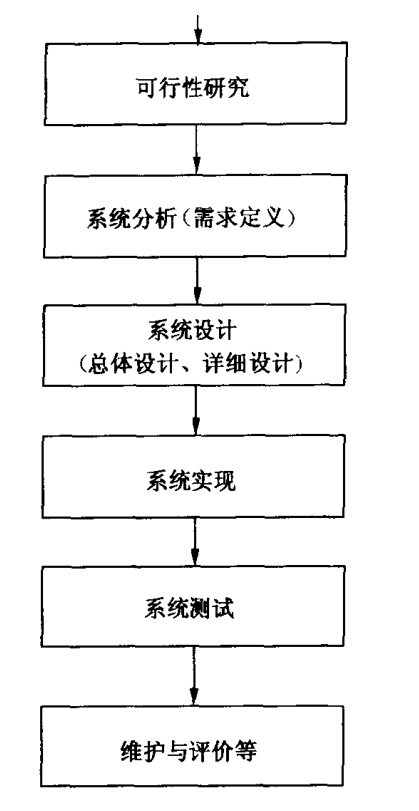 可行性研究
系统分析(需求定义)
系统设计
(总体设计、详细设计)
系统实现
系统测试
维护与评价等